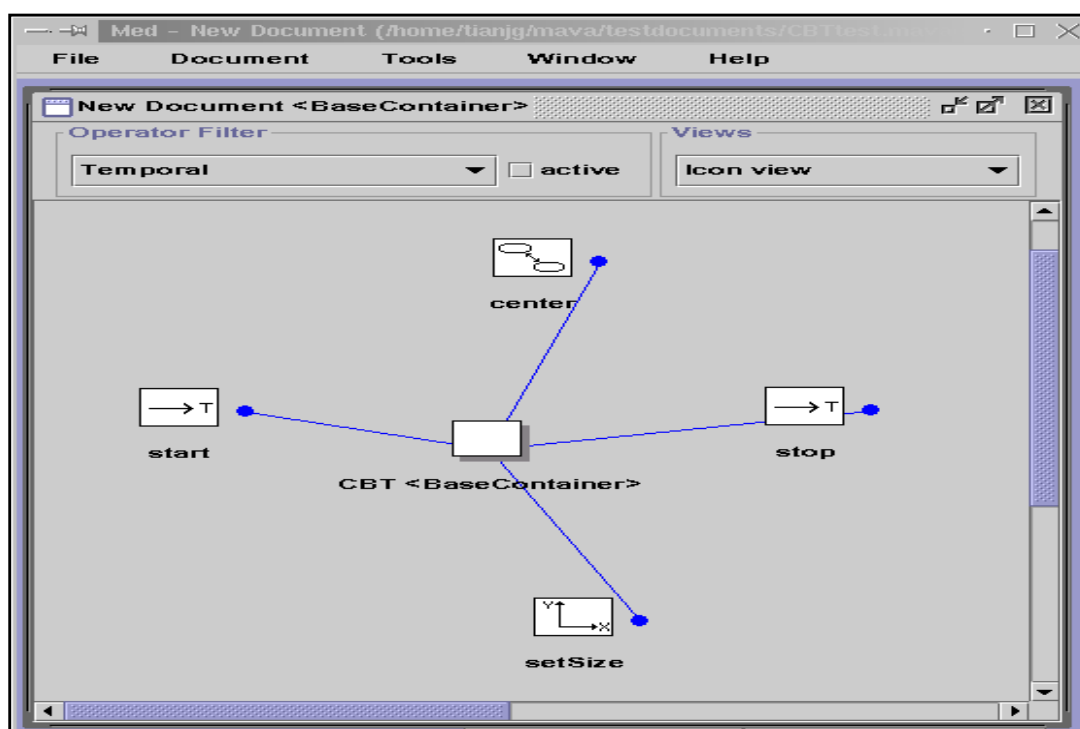 Med - New Document (/home/tianjg/mava/testdocuments/CBTtest.mava
File Document Tools Window Help
New Document <BaseContainer>
Operator Filter Views
Temporal active Icon view
center
T T
start stop
CBT <BaseContainer>
Y
X
setSize